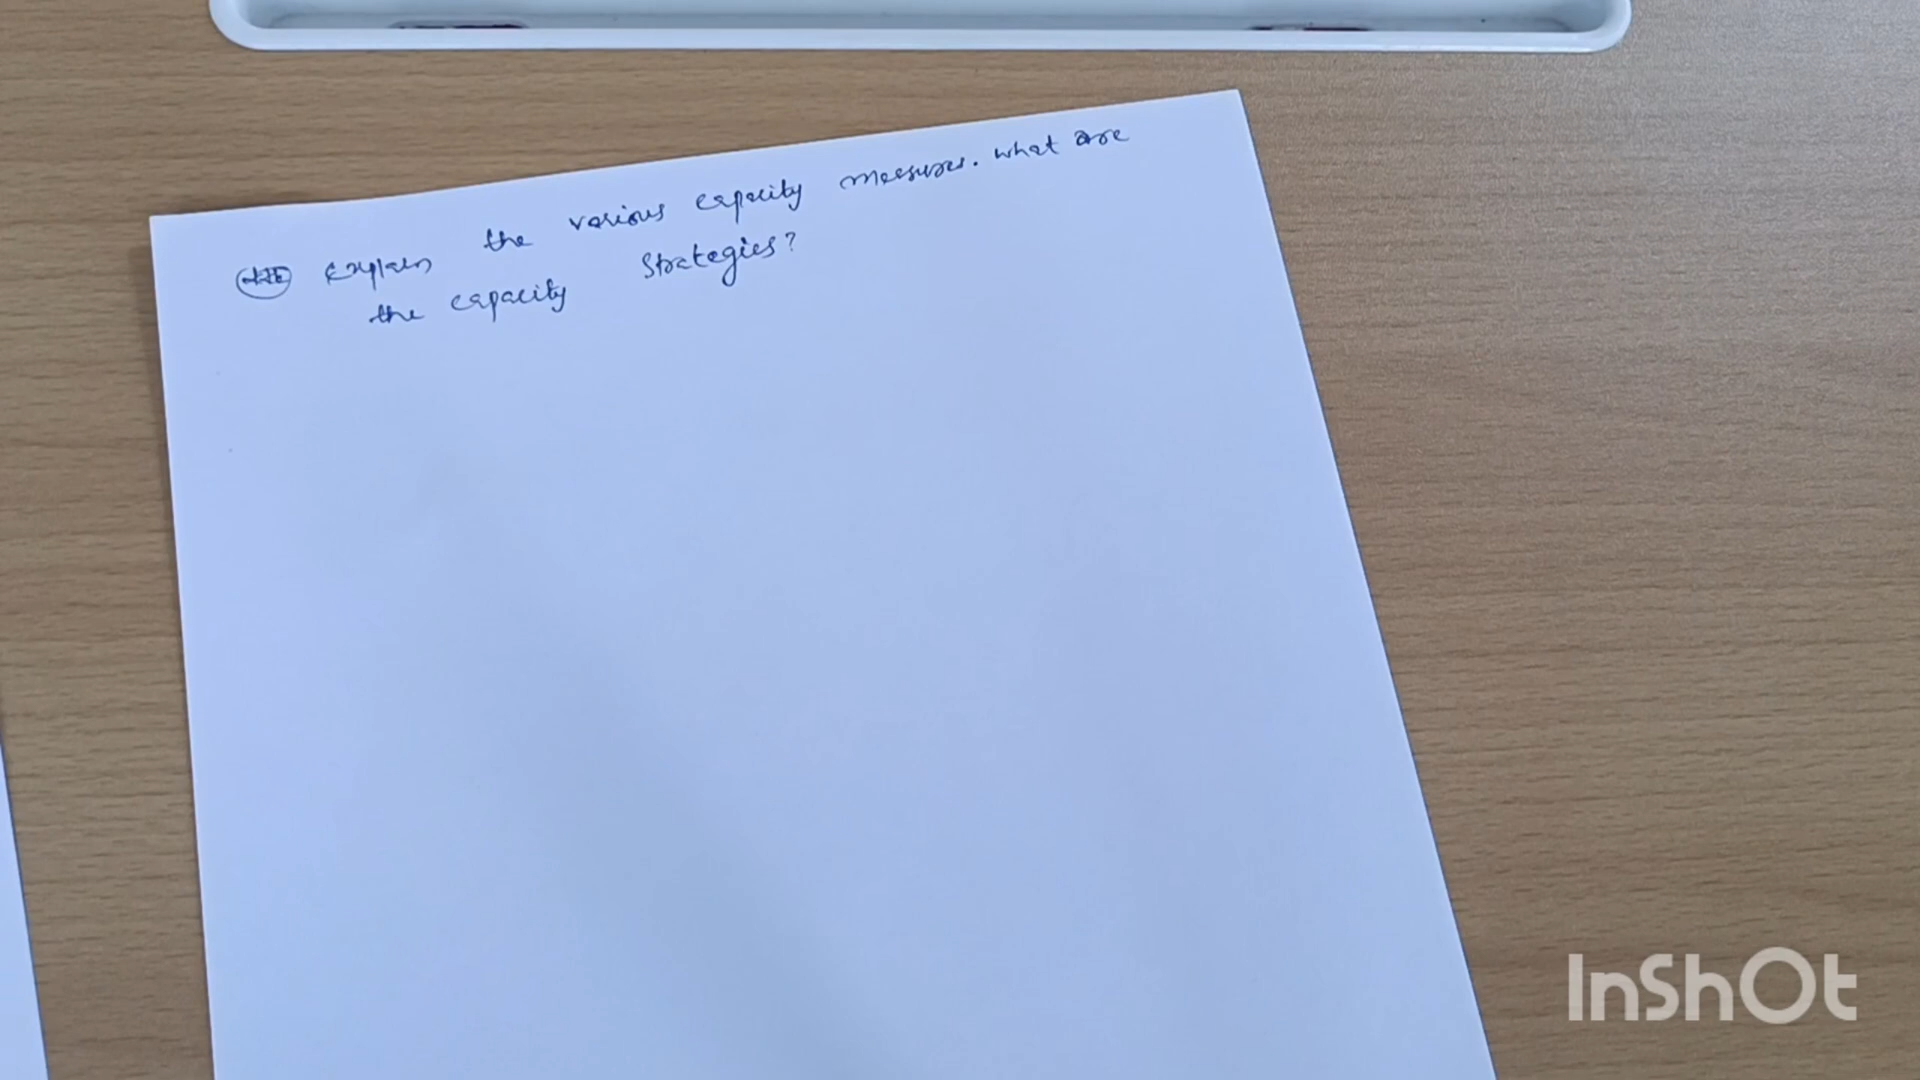 Explain the various capacity measures. What are
the capacity strategies?
InShOt